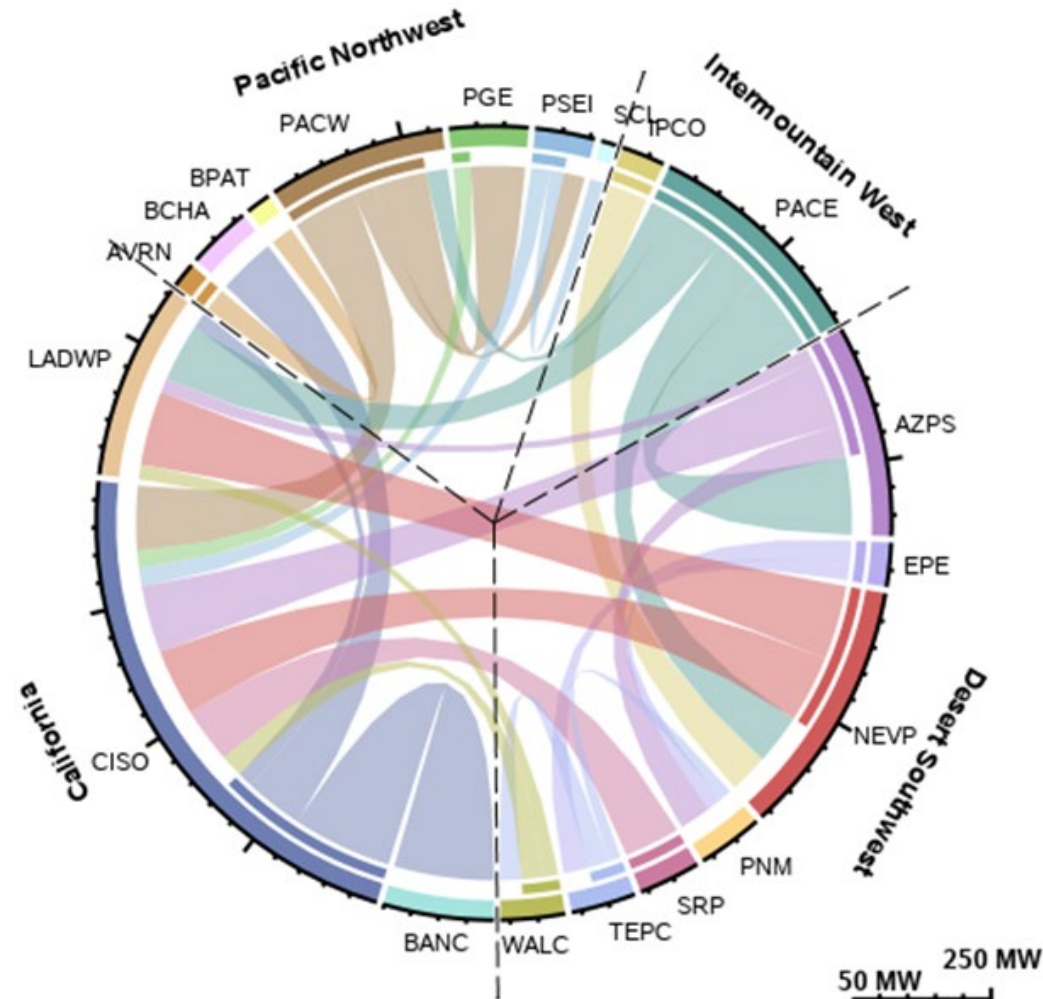 Pacific Northwest
Intermountain West
PGE
PSEI
SCL
IPCO
PACW
BPAT
BCHA
AVRN
PACE
LADWP
AZPS
EPE
NEVP
Desert Southwest
California
CISO
PNM
SRP
TEPC
WALC
BANC
250 MW
50 MW